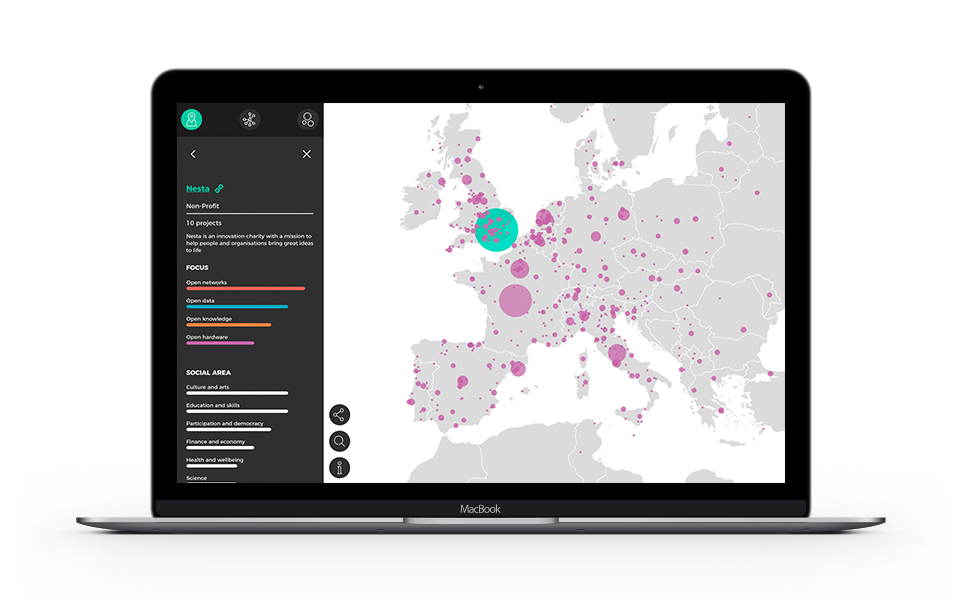 Nesta
Non-Profit
10 projects
Nesta is an innovation charity with a mission to
help people and organisations bring great ideas
to life
FOCUS
Open networks
Open data
Open knowledge
Open hardware
SOCIAL AREA
Culture and arts
Education and skills
Participation and democracy
Finance and economy
Health and wellbeing
Science
MacBook